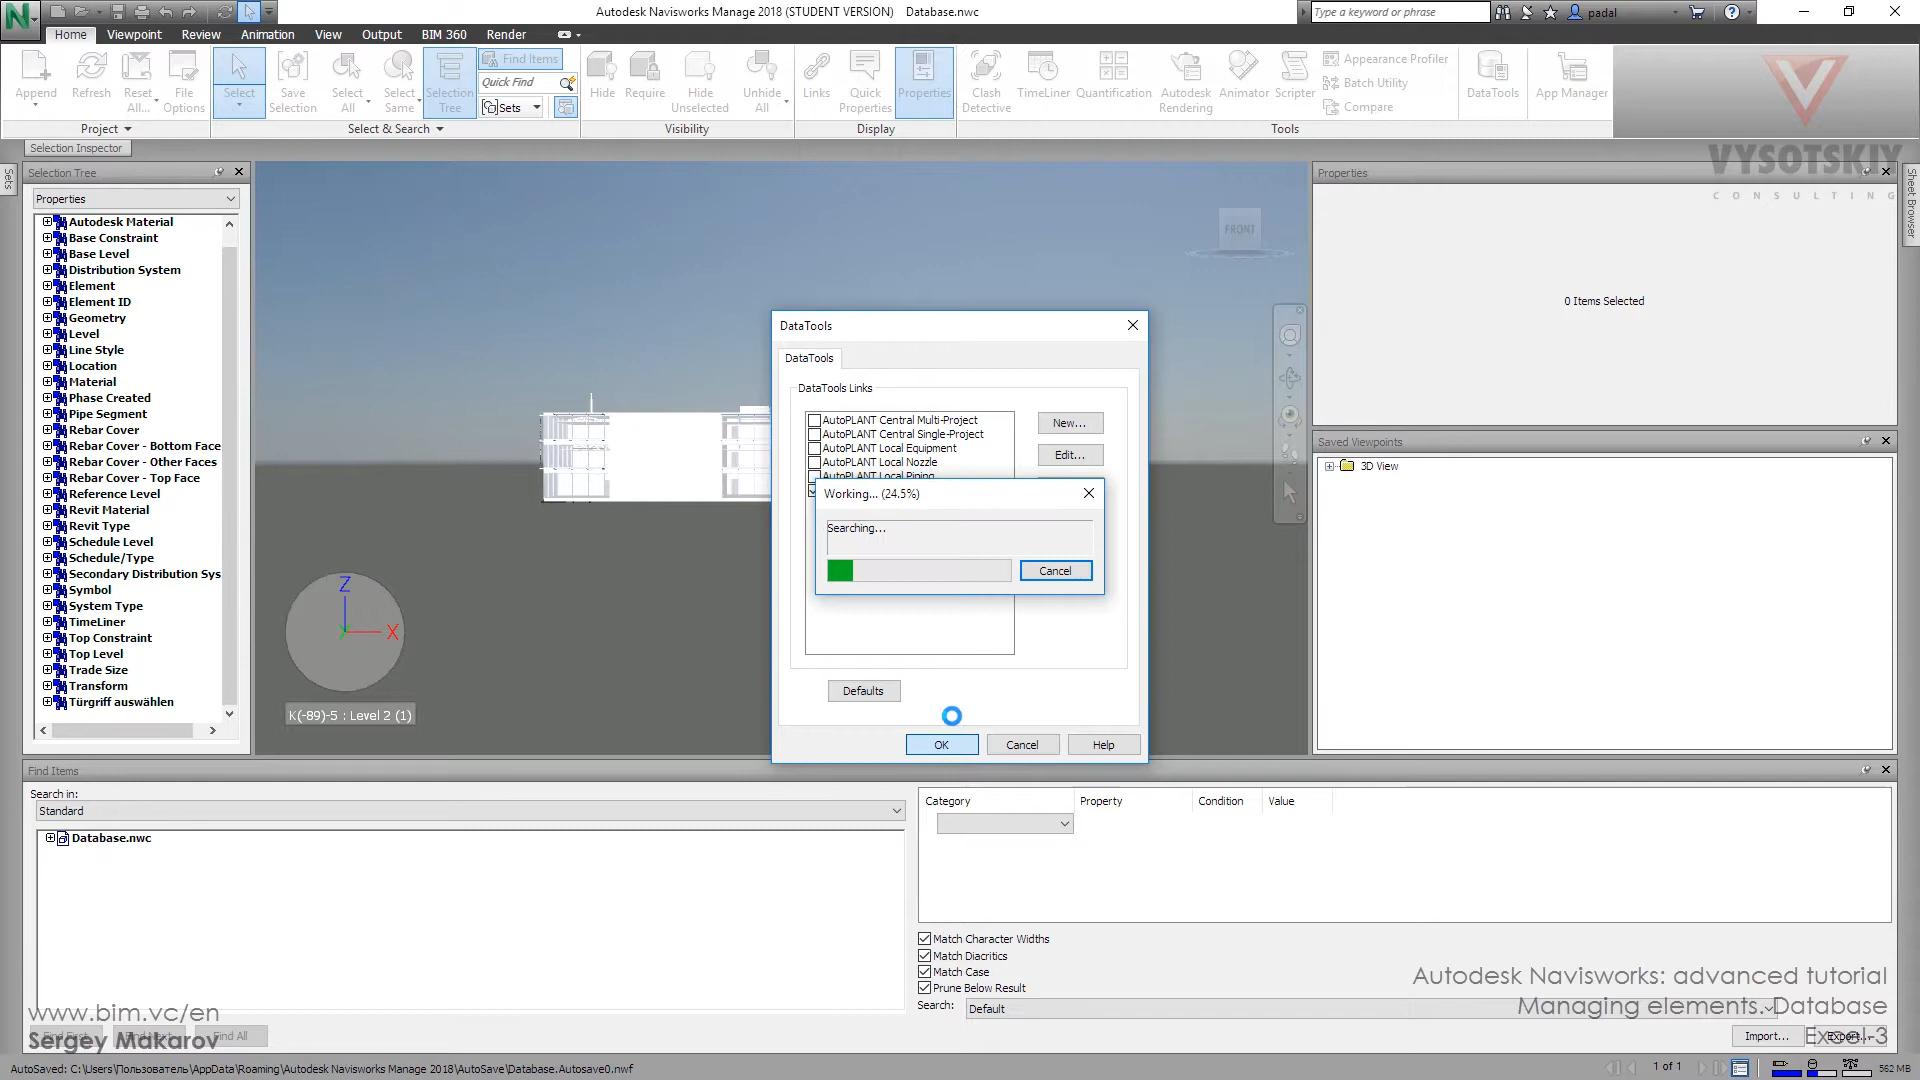 Autodesk Navisworks Manage 2018 (STUDENT VERSION) Database.nwc
Type a keyword or phrase
padal
Home Viewpoint Review Animation View Output BIM 360 Render
Append
Refresh
Reset All...
File Options
Select
Save Selection
Select All
Select Same
Selection Tree
Find Items
Quick Find
Sets
Hide
Require
Hide Unselected
Unhide All
Links
Quick Properties
Properties
Clash Detective
TimeLiner
Quantification
Autodesk Rendering
Animator
Scripter
Appearance Profiler
Batch Utility
Compare
DataTools
App Manager
Project
Select & Search
Visibility
Display
Tools
VYSOTSKIY
CONSULTING
Selection Inspector
Sets
Selection Tree
Properties
Autodesk Material
Base Constraint
Base Level
Distribution System
Element
Element ID
Geometry
Level
Line Style
Location
Material
Phase Created
Pipe Segment
Rebar Cover
Rebar Cover - Bottom Face
Rebar Cover - Other Faces
Rebar Cover - Top Face
Reference Level
Revit Material
Revit Type
Schedule Level
Schedule/Type
Secondary Distribution Sys
Symbol
System Type
TimeLiner
Top Constraint
Top Level
Trade Size
Transform
Türgriff auswählen
FRONT
Z
Y
X
K(-89)-5 : Level 2 (1)
DataTools
DataTools
DataTools Links
AutoPLANT Central Multi-Project
AutoPLANT Central Single-Project
AutoPLANT Local Equipment
AutoPLANT Local Nozzle
AutoPLANT Local Piping
New...
Edit...
Working... (24.5%)
Searching...
Cancel
Defaults
OK
Cancel
Help
Properties
0 Items Selected
Sheet Browser
Saved Viewpoints
3D View
Find Items
Search in:
Standard
Database.nwc
Category Property Condition Value
Match Character Widths
Match Diacritics
Match Case
Prune Below Result
Search: Default
Find First Find Next Find All
Import... Export...
www.bim.vc/en
Sergey Makarov
Autodesk Navisworks: advanced tutorial
Managing elements. Database
Excel-3
AutoSaved: C:\Users\Пользователь\AppData\Roaming\Autodesk Navisworks Manage 2018\AutoSave\Database.Autosave0.nwf
1 of 1
562 MB